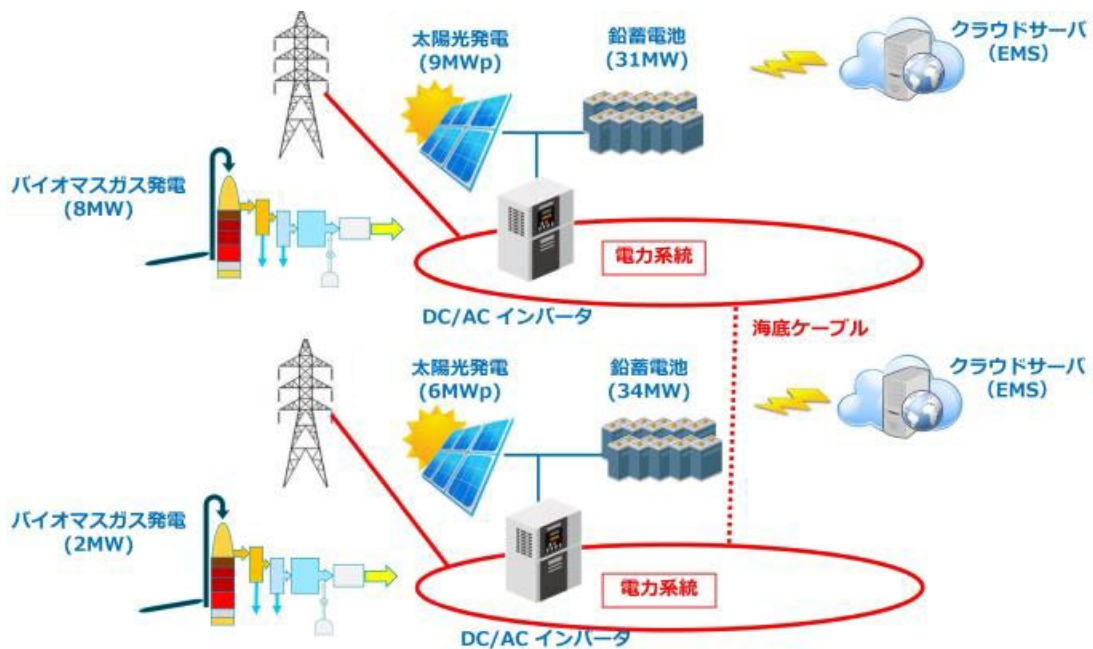 太陽光発電
(9MWp)
鉛蓄電池
(31MW)
クラウドサーバ
(EMS)
バイオマスガス発電
(8MW)
電力系統
DC/AC インバータ
海底ケーブル
太陽光発電
(6MWp)
鉛蓄電池
(34MW)
クラウドサーバ
(EMS)
バイオマスガス発電
(2MW)
電力系統
DC/AC インバータ